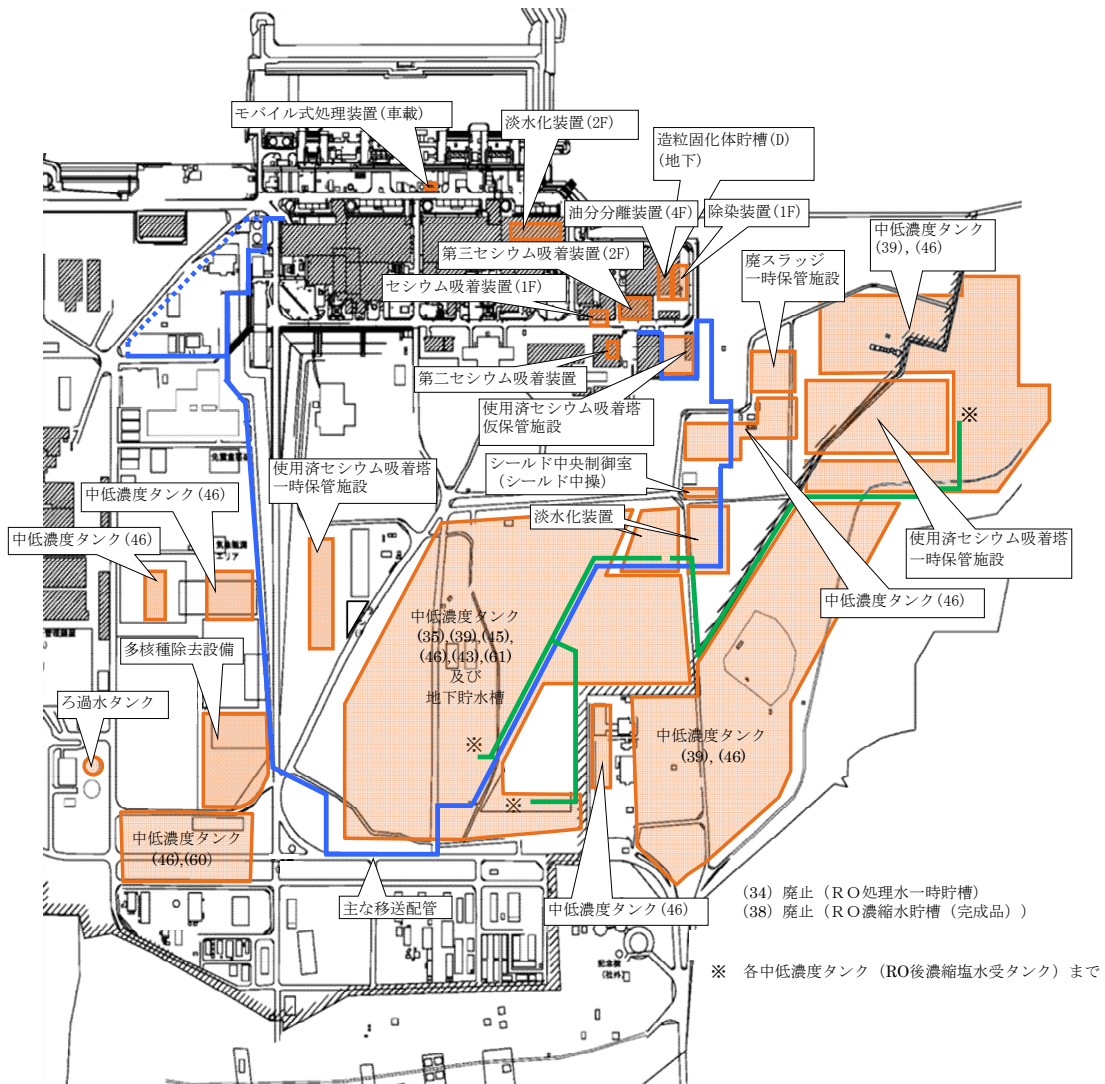 モバイル式処理装置(車載)
淡水化装置(2F)
造粒固化体貯槽(D)
(地下)
油分分離装置(4F)
除染装置(1F)
中低濃度タンク
(39), (46)
第三セシウム吸着装置(2F)
廃スラッジ
一時保管施設
セシウム吸着装置(1F)
第二セシウム吸着装置
使用済セシウム吸着塔
仮保管施設
※
シールド中央制御室
(シールド中操)
使用済セシウム吸着塔
一時保管施設
中低濃度タンク(46)
淡水化装置
中低濃度タンク(46)
使用済セシウム吸着塔
一時保管施設
エリア
中低濃度タンク(46)
中低濃度タンク
(35),(39),(45),
(46),(43),(61)
及び
地下貯水槽
多核種除去設備
ろ過水タンク
※
中低濃度タンク
(39), (46)
※
中低濃度タンク
(46),(60)
主な移送配管
中低濃度タンク(46)
(34) 廃止（ＲＯ処理水一時貯槽）
(38) 廃止（ＲＯ濃縮水貯槽（完成品））
記念館
(社外)
※　各中低濃度タンク（RO後濃縮塩水受タンク）まで